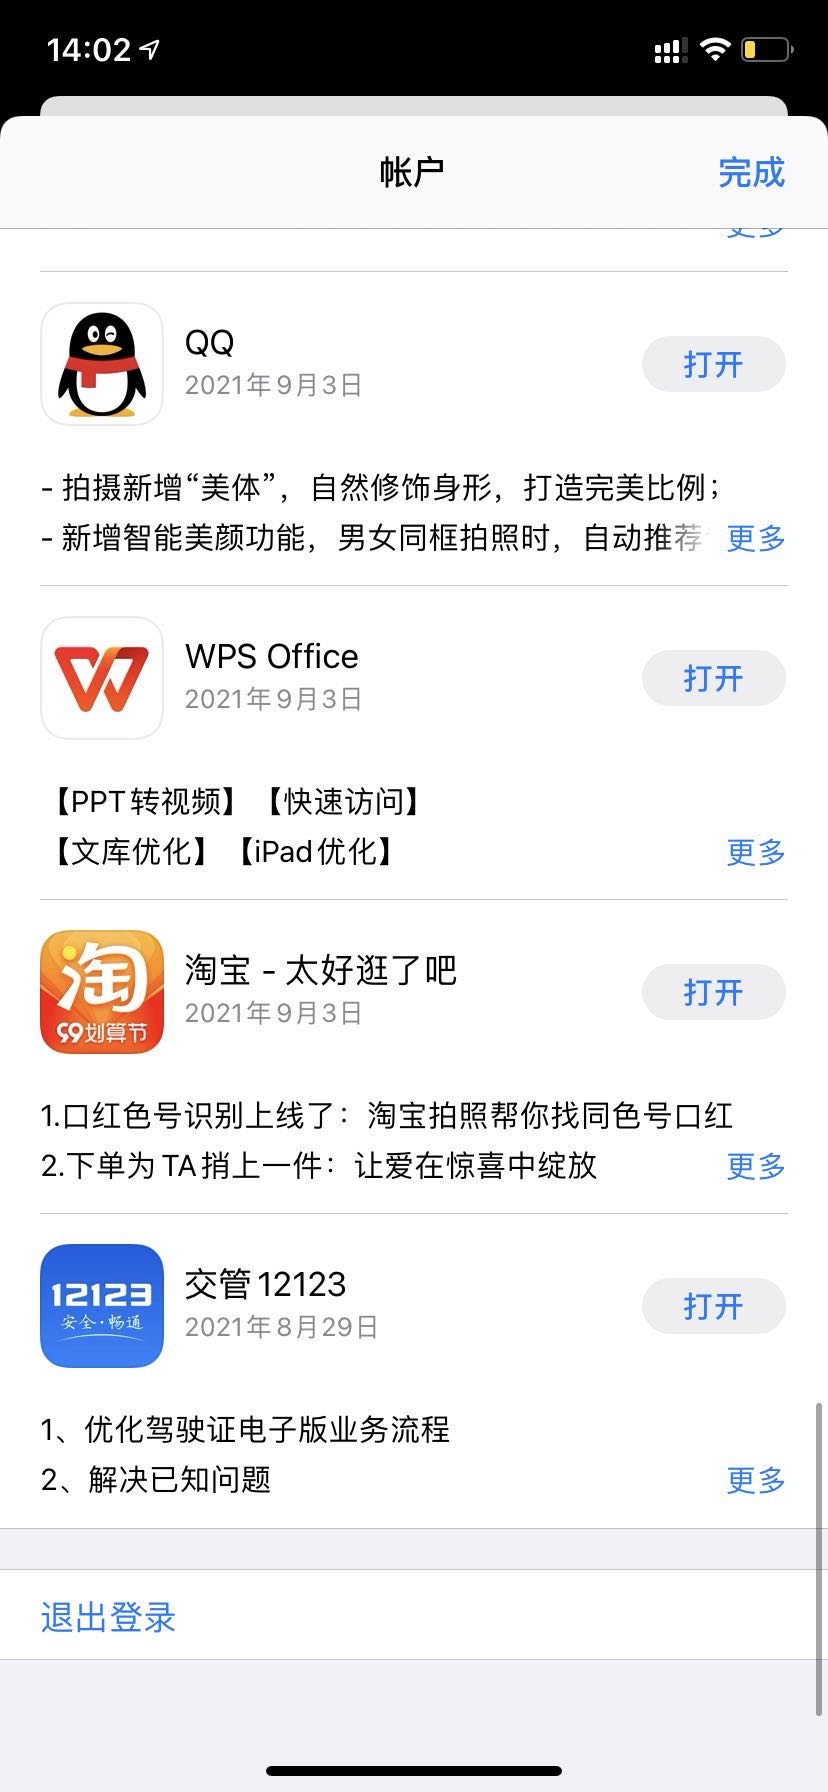 14:02
帐户
完成
更多
QQ
2021年9月3日
打开
- 拍摄新增“美体”，自然修饰身形，打造完美比例；
- 新增智能美颜功能，男女同框拍照时，自动推荐
更多
WPS Office
2021年9月3日
打开
【PPT转视频】【快速访问】
【文库优化】【iPad优化】
更多
淘
99划算节
淘宝 - 太好逛了吧
2021年9月3日
打开
1.口红色号识别上线了：淘宝拍照帮你找同色号口红
2.下单为TA捎上一件：让爱在惊喜中绽放
更多
12123
安全·畅通
交管12123
2021年8月29日
打开
1、优化驾驶证电子版业务流程
2、解决已知问题
更多
退出登录